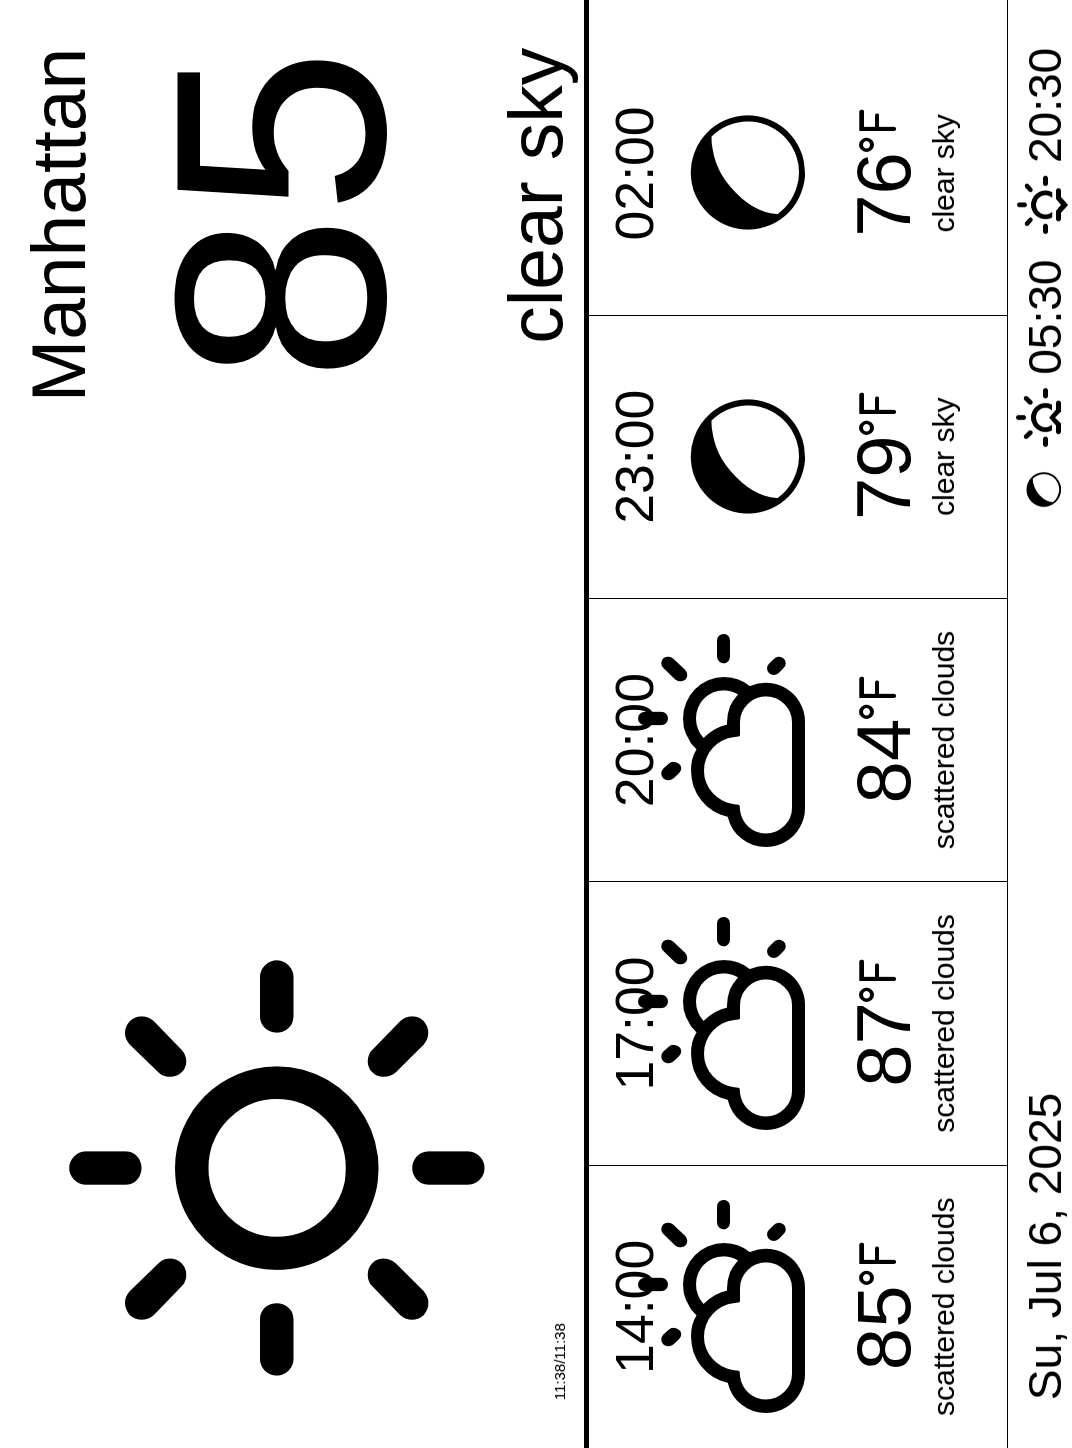 Manhattan
85
clear sky
11:38/11:38
14:00
85°F
scattered clouds
17:00
87°F
scattered clouds
20:00
84°F
scattered clouds
23:00
79°F
clear sky
02:00
76°F
clear sky
Su, Jul 6, 2025
05:30
20:30